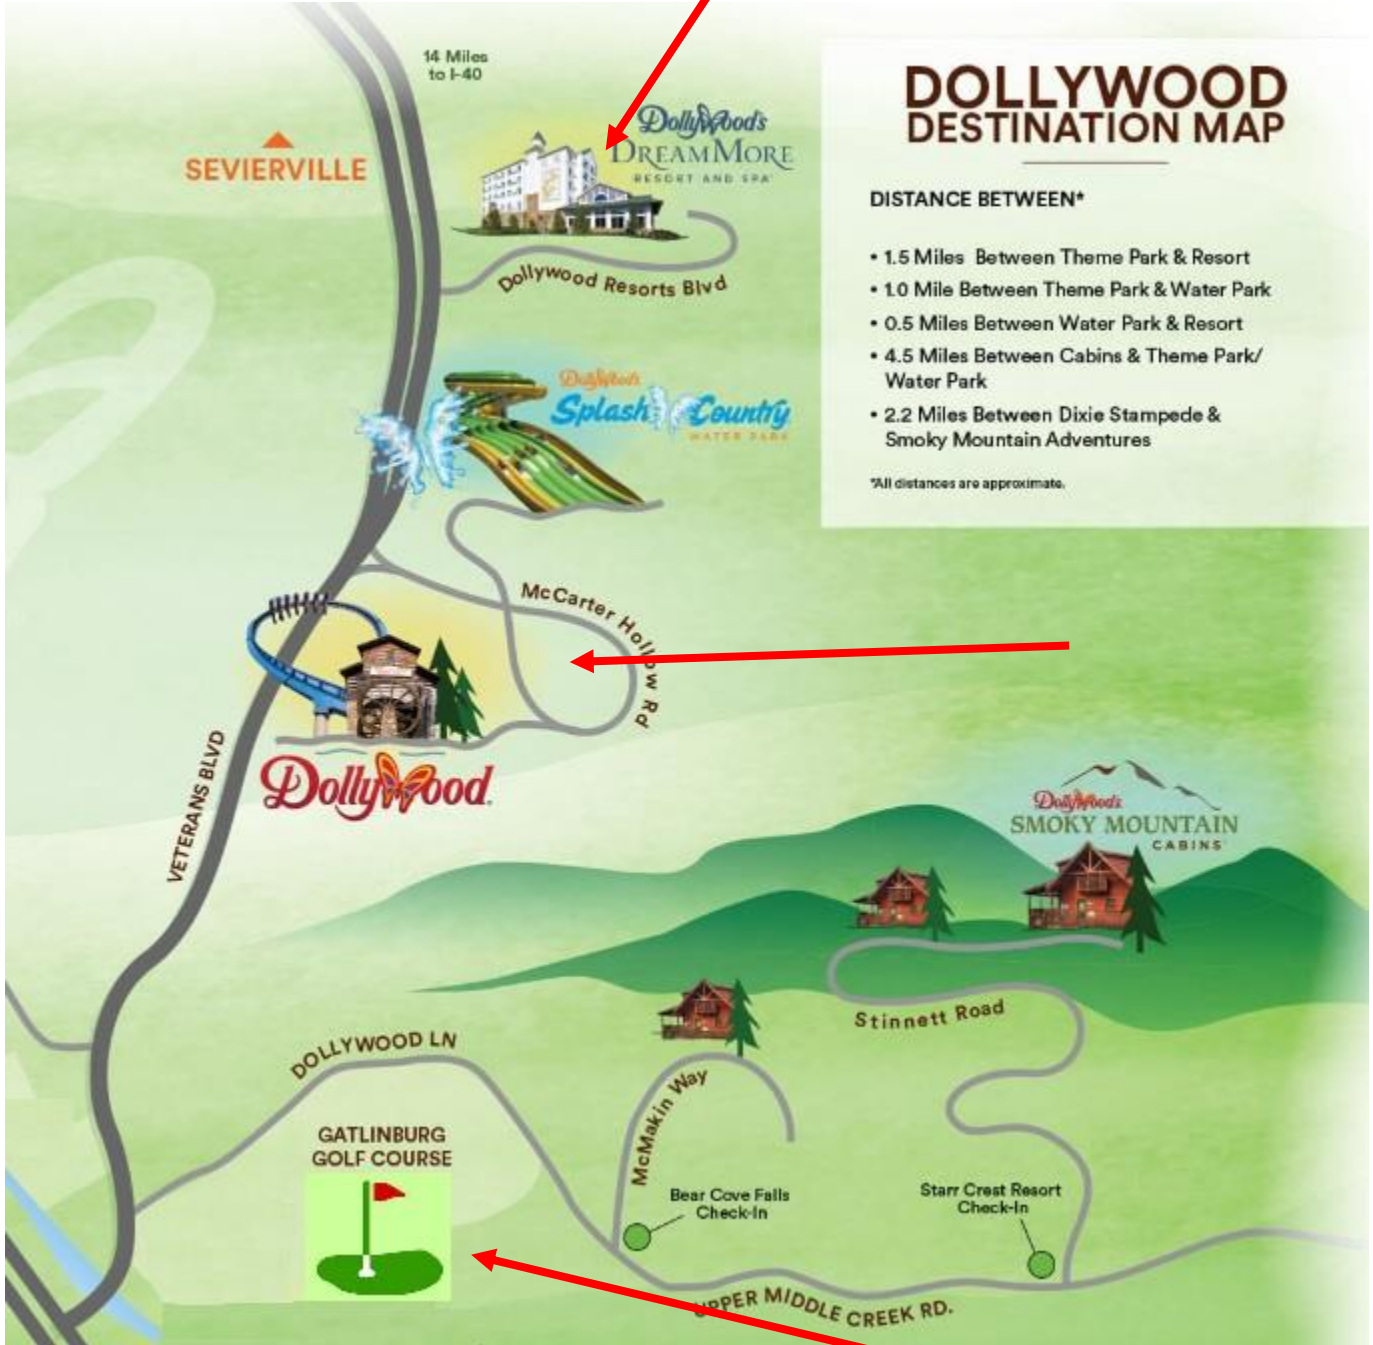 14 Miles
to I-40
DOLLYWOOD
DESTINATION MAP
DISTANCE BETWEEN*
• 1.5 Miles Between Theme Park & Resort
• 1.0 Mile Between Theme Park & Water Park
• 0.5 Miles Between Water Park & Resort
• 4.5 Miles Between Cabins & Theme Park/
Water Park
• 2.2 Miles Between Dixie Stampede &
Smoky Mountain Adventures
*All distances are approximate.
SEVIERVILLE
Dollywood's
DREAMMORE
RESORT AND SPA
Dollywood Resorts Blvd
Dollywood's
Splash Country
WATER PARK
McCarter Hollow Rd
Dollywood
VETERANS BLVD
Dollywood's
SMOKY MOUNTAIN
CABINS
Stinnett Road
DOLLYWOOD LN
McMakin Way
GATLINBURG
GOLF COURSE
Bear Cove Falls
Check-In
Starr Crest Resort
Check-In
UPPER MIDDLE CREEK RD.